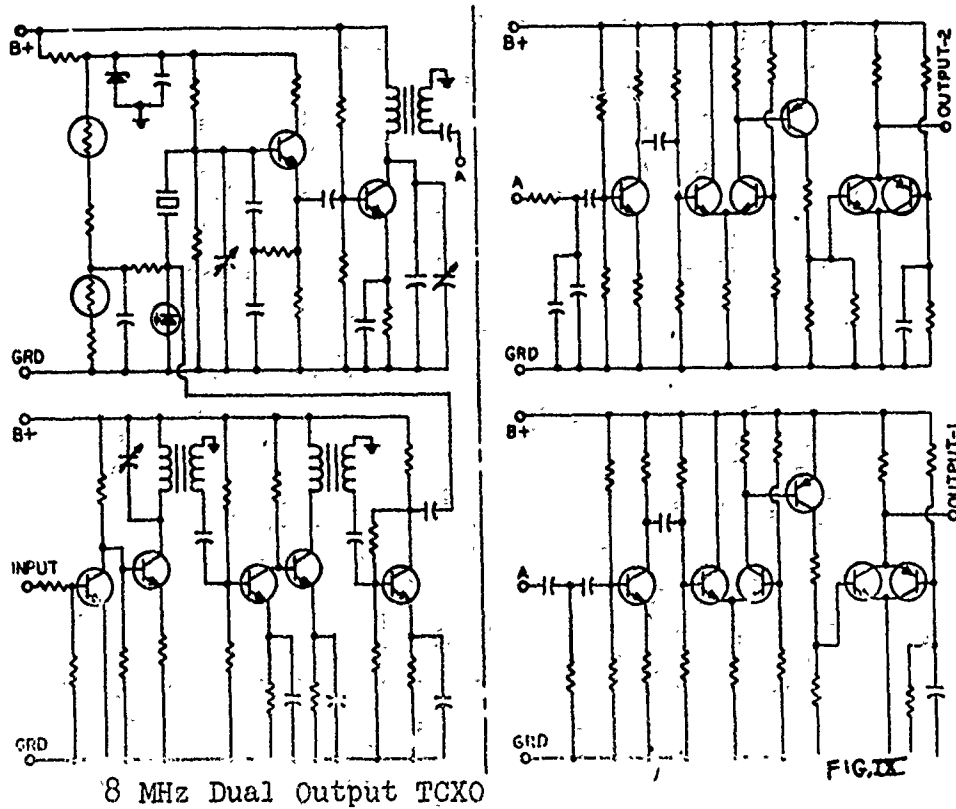 B+
A
GRD
B+
A
OUTPUT-2
GRD
B+
INPUT
GRD
B+
A
OUTPUT-1
GRD
FIG. IX
8 MHz Dual Output TCXO